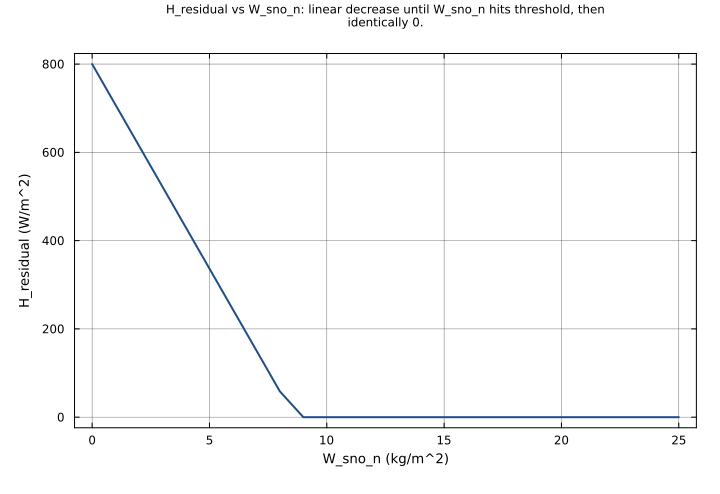 H_residual vs W_sno_n: linear decrease until W_sno_n hits threshold, then
identically 0.
800
600
400
200
0
H_residual (W/m^2)
0 5 10 15 20 25
W_sno_n (kg/m^2)